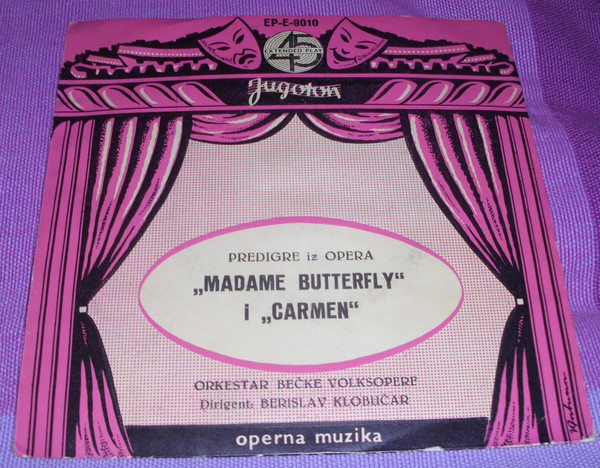 EP-E-9010
45
EXTENDED PLAY
Jugoton
PREDIGRE iz OPERA
„MADAME BUTTERFLY“
i „CARMEN“
ORKESTAR BEČKE VOLKSOPERE
Dirigent: BERISLAV KLOBUČAR
operna muzika